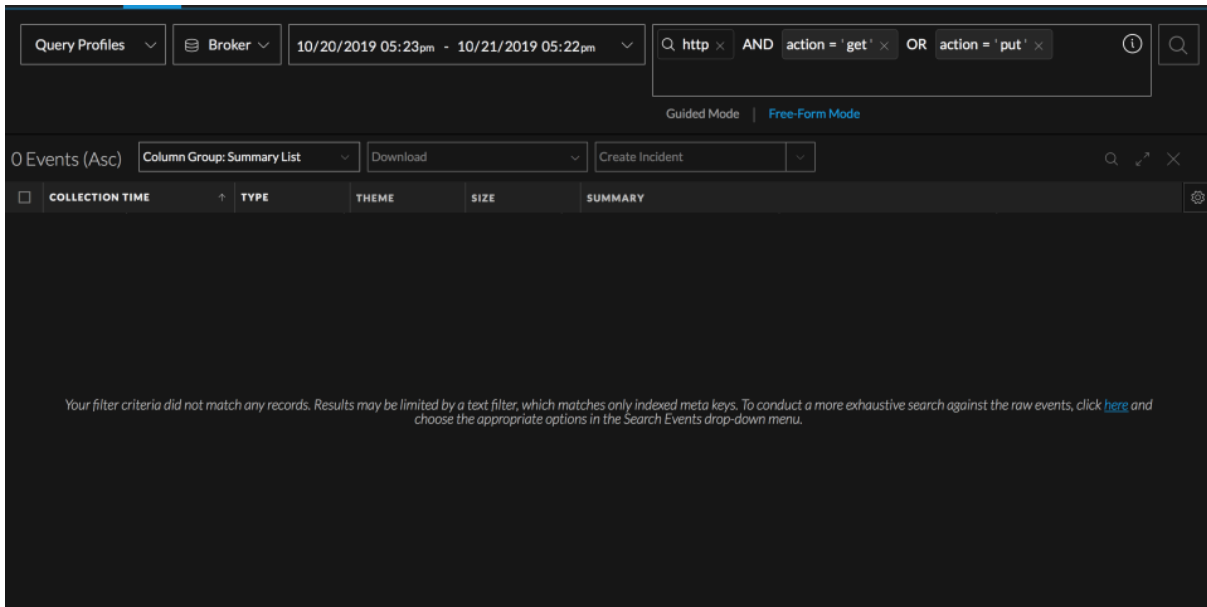 Query Profiles Broker 10/20/2019 05:23pm - 10/21/2019 05:22pm http × AND action = 'get' × OR action = 'put' ×
Guided Mode | Free-Form Mode
0 Events (Asc) Column Group: Summary List Download Create Incident
COLLECTION TIME ↑ TYPE THEME SIZE SUMMARY
Your filter criteria did not match any records. Results may be limited by a text filter, which matches only indexed meta keys. To conduct a more exhaustive search against the raw events, click here and
choose the appropriate options in the Search Events drop-down menu.